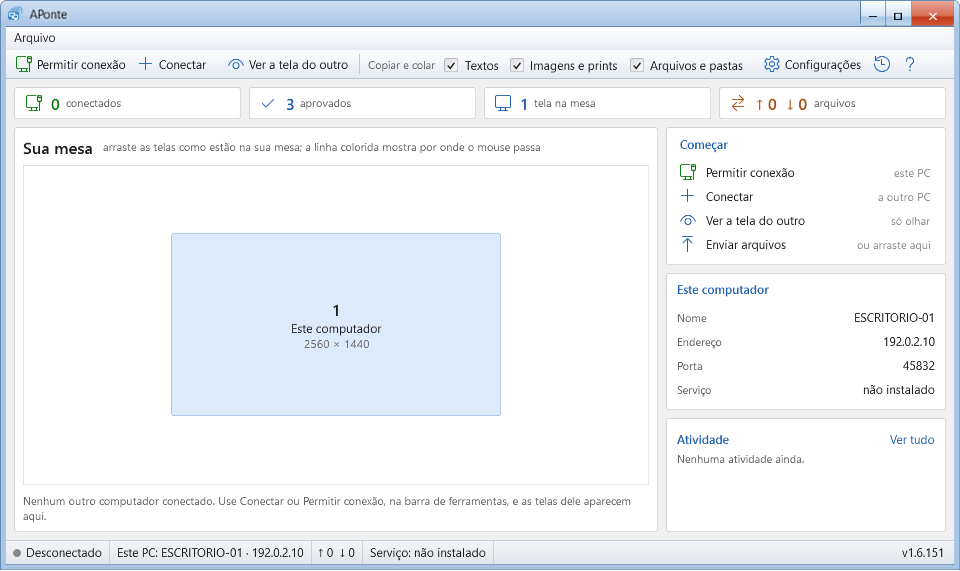 APonte
Arquivo
Permitir conexão Conectar Ver a tela do outro Copiar e colar Textos Imagens e prints Arquivos e pastas Configurações ?
0 conectados
3 aprovados
1 tela na mesa
↑ 0 ↓ 0 arquivos
Sua mesa arraste as telas como estão na sua mesa; a linha colorida mostra por onde o mouse passa
1
Este computador
2560 × 1440
Nenhum outro computador conectado. Use Conectar ou Permitir conexão, na barra de ferramentas, e as telas dele aparecem
aqui.
Começar
Permitir conexão este PC
Conectar a outro PC
Ver a tela do outro só olhar
Enviar arquivos ou arraste aqui
Este computador
Nome ESCRITORIO-01
Endereço 192.0.2.10
Porta 45832
Serviço não instalado
Atividade Ver tudo
Nenhuma atividade ainda.
Desconectado Este PC: ESCRITORIO-01 · 192.0.2.10 ↑ 0 ↓ 0 Serviço: não instalado v1.6.151